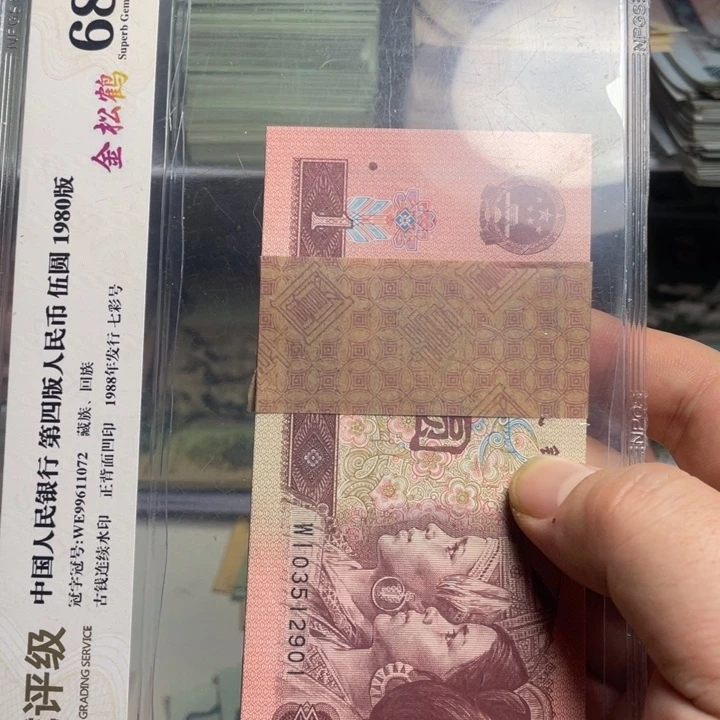 68
Superb Gem
金松鹤
中国人民银行 第四版人民币 伍圆 1980版
冠字冠号:WE99611072 藏族、回族
古钱连续水印 正背面凹印 1988年发行 七彩号
评级
GRADING SERVICE
1
圆
WI03512901